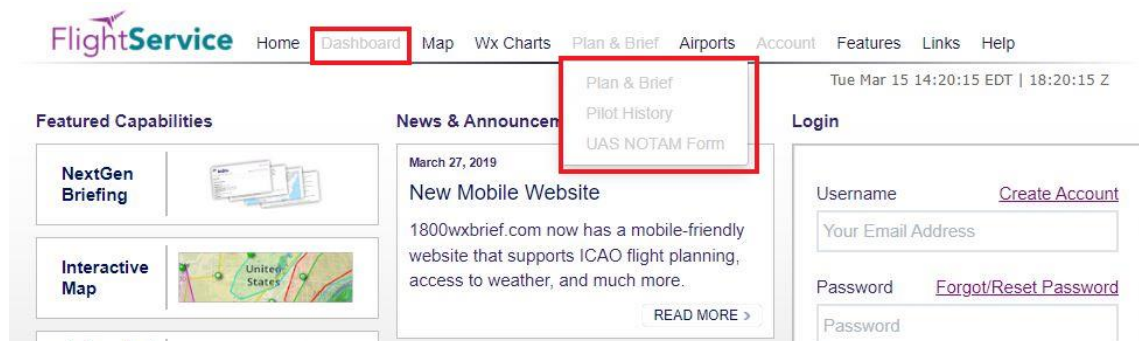 FlightService Home Dashboard Map Wx Charts Plan & Brief Airports Account Features Links Help
Plan & Brief
Pilot History
UAS NOTAM Form
Tue Mar 15 14:20:15 EDT | 18:20:15 Z
Featured Capabilities
NextGen
Briefing
Interactive
Map
United
States
News & Announcem
March 27, 2019
New Mobile Website
1800wxbrief.com now has a mobile-friendly
website that supports ICAO flight planning,
access to weather, and much more.
READ MORE >
Login
Username Create Account
Your Email Address
Password Forgot/Reset Password
Password